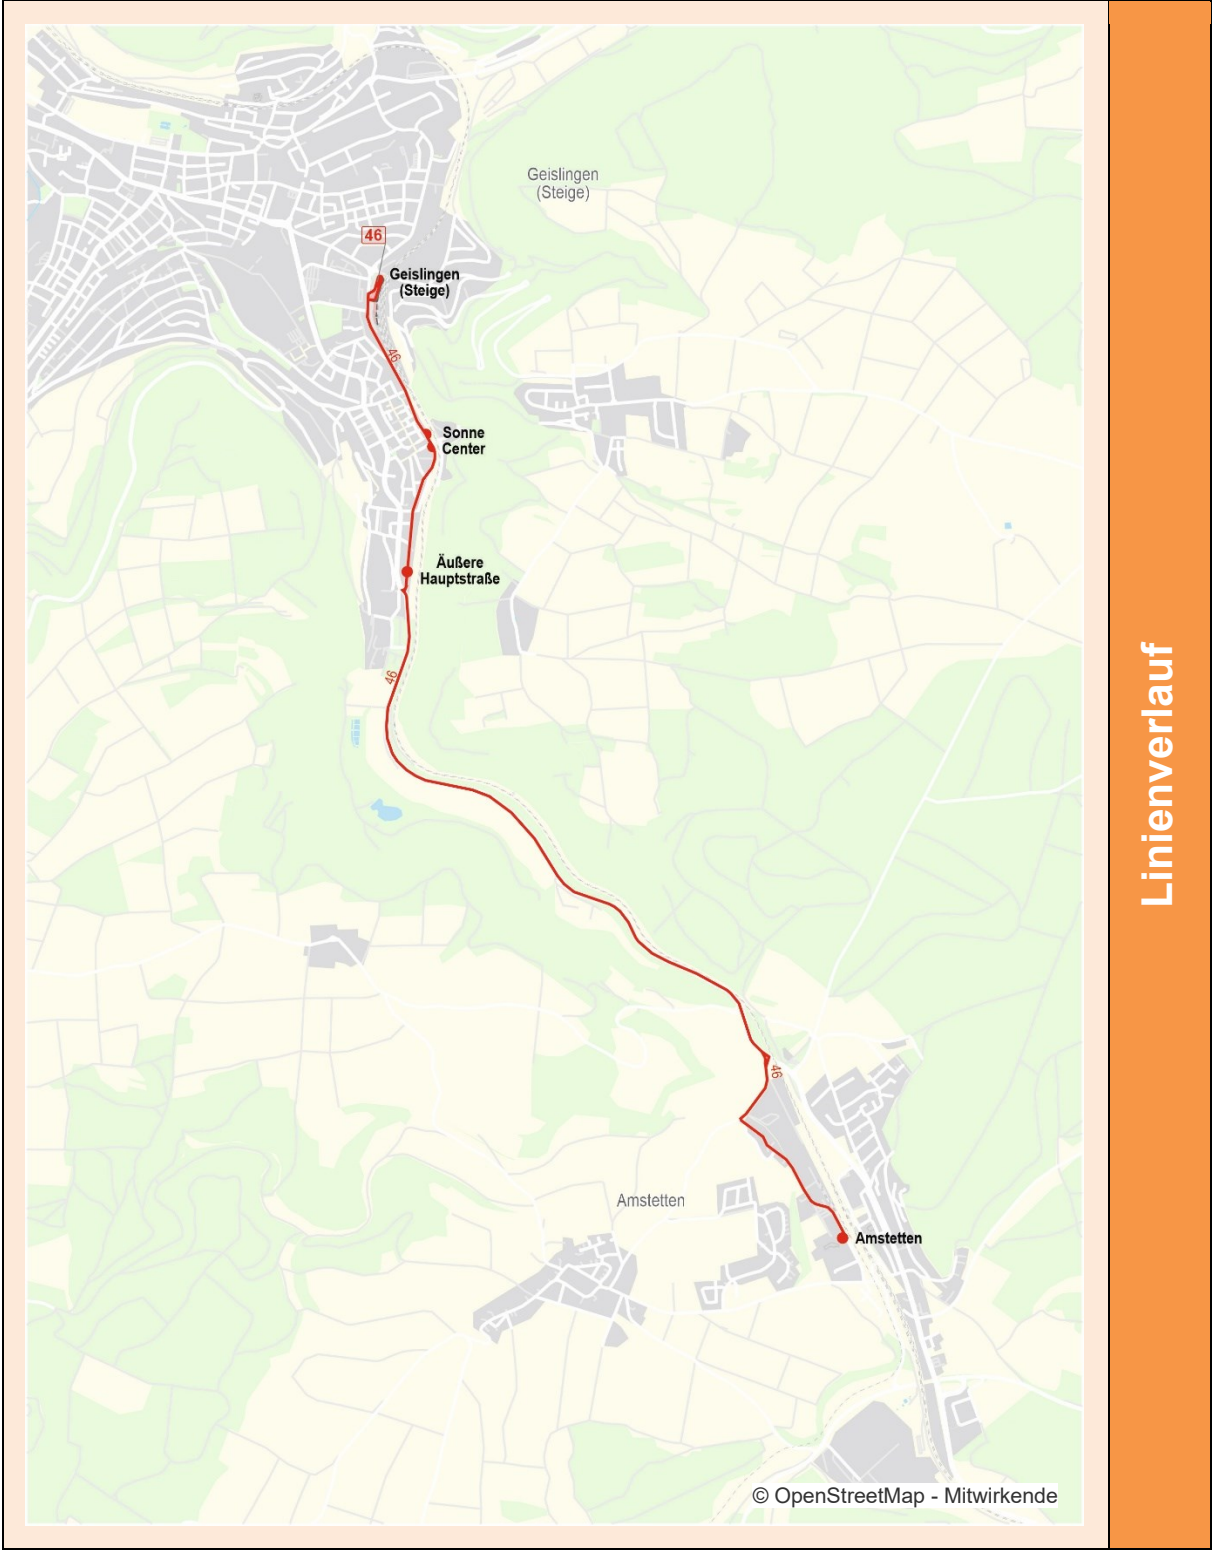 Geislingen
(Steige)
46
Geislingen
(Steige)
46
Sonne
Center
Äußere
Hauptstraße
46
46
Amstetten
Amstetten
© OpenStreetMap - Mitwirkende
Linienverlauf